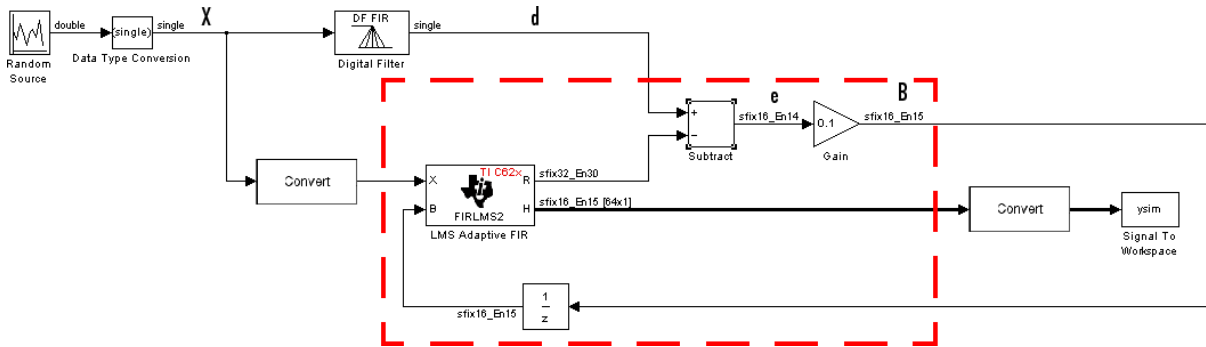 X
d
double
(single)
single
Random
Source
Data Type Conversion
DF FIR
single
Digital Filter
e
B
+
−
sfix16_En14
0.1
sfix16_En15
Subtract
Gain
Convert
X
TI C62x
R
sfix32_En30
B
FIRLMS2
H
sfix16_En15 [64x1]
LMS Adaptive FIR
Convert
ysim
Signal To
Workspace
1
z
sfix16_En15